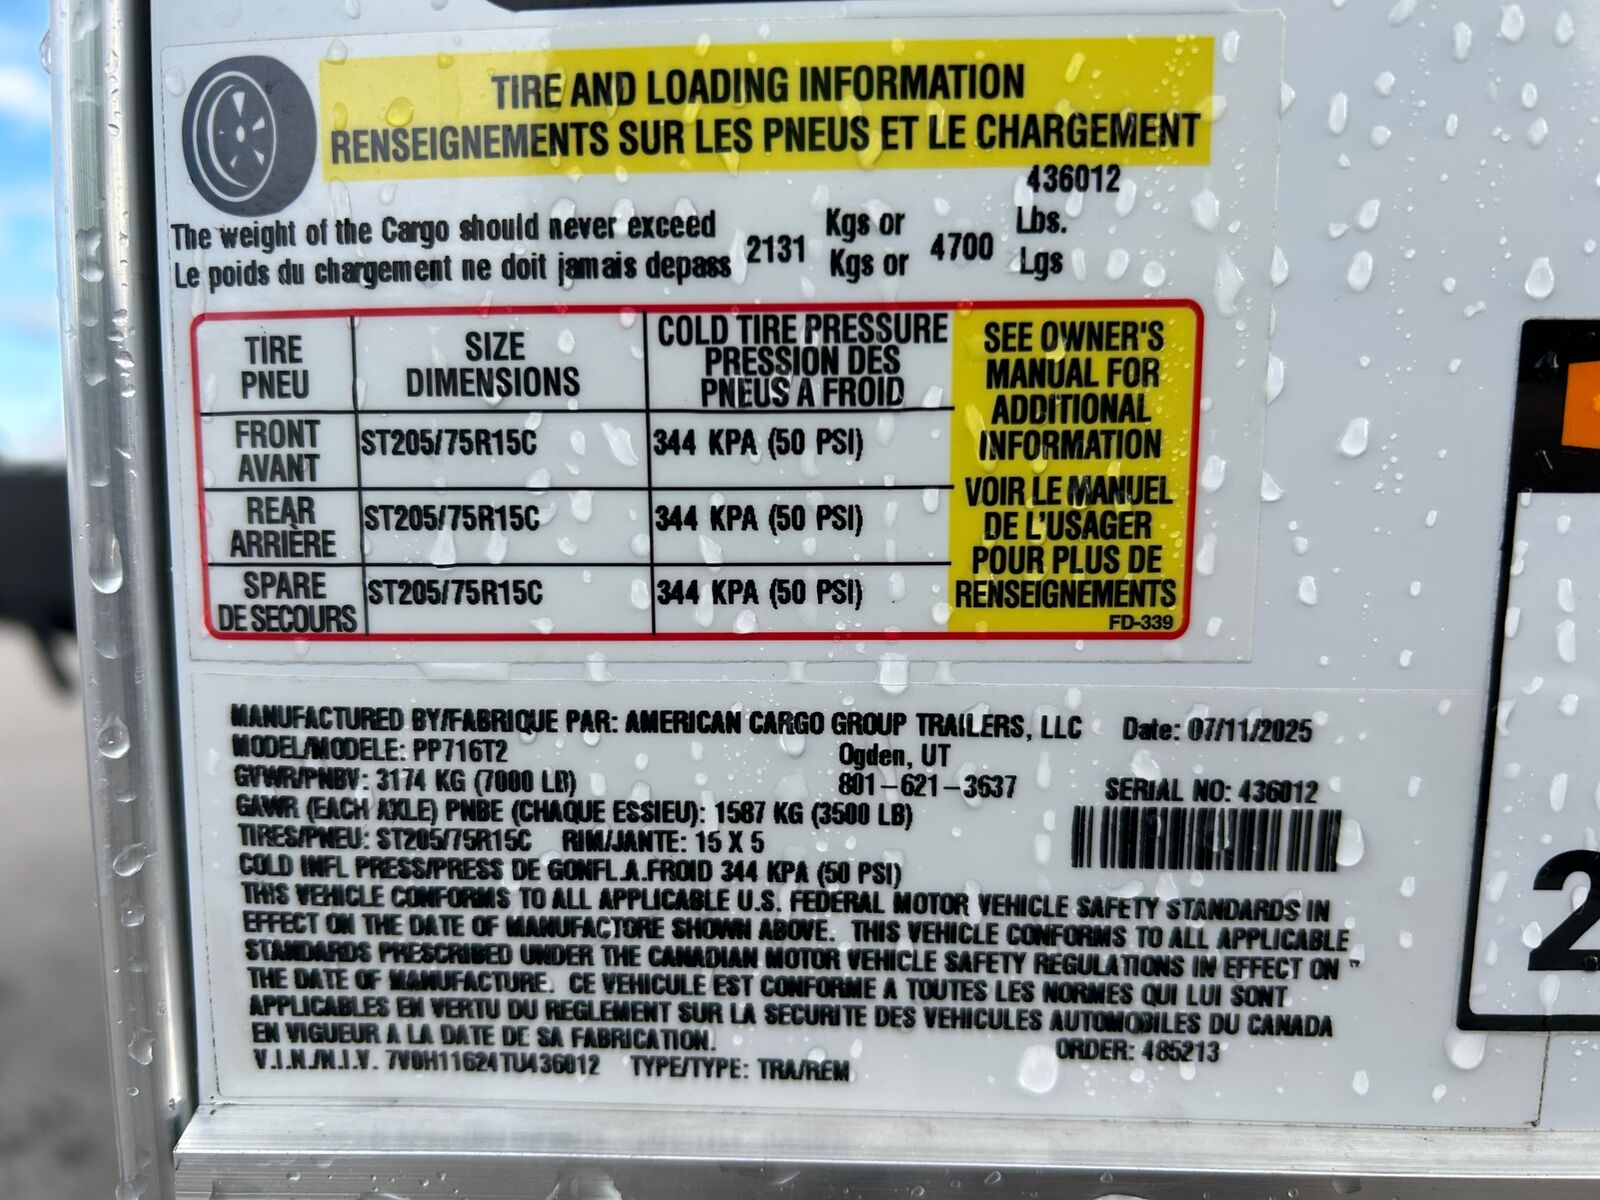 TIRE AND LOADING INFORMATION
RENSEIGNEMENTS SUR LES PNEUS ET LE CHARGEMENT
436012
The weight of the Cargo should never exceed 2131 Kgs or 4700 Lbs.
Le poids du chargement ne doit jamais depass Kgs or Lgs
TIRE PNEU
SIZE DIMENSIONS
COLD TIRE PRESSURE
PRESSION DES
PNEUS A FROID
FRONT AVANT ST205/75R15C 344 KPA (50 PSI)
REAR ARRIÈRE ST205/75R15C 344 KPA (50 PSI)
SPARE DE SECOURS ST205/75R15C 344 KPA (50 PSI)
SEE OWNER'S
MANUAL FOR
ADDITIONAL
INFORMATION
VOIR LE MANUEL
DE L'USAGER
POUR PLUS DE
RENSEIGNEMENTS
FD-339
MANUFACTURED BY/FABRIQUE PAR: AMERICAN CARGO GROUP TRAILERS, LLC Date: 07/11/2025
MODEL/MODELE: PP716T2 Ogden, UT
GVWR/PNBV: 3174 KG (7000 LB) 801-621-3637 SERIAL NO: 436012
GAWR (EACH AXLE) PNBE (CHAQUE ESSIEU): 1587 KG (3500 LB)
TIRES/PNEU: ST205/75R15C RIM/JANTE: 15 X 5
COLD INFL PRESS/PRESS DE GONFL.A.FROID 344 KPA (50 PSI)
THIS VEHICLE CONFORMS TO ALL APPLICABLE U.S. FEDERAL MOTOR VEHICLE SAFETY STANDARDS IN
EFFECT ON THE DATE OF MANUFACTORE SHOWN ABOVE. THIS VEHICLE CONFORMS TO ALL APPLICABLE
STANDARDS PRESCRIBED UNDER THE CANADIAN MOTOR VEHICLE SAFETY REGULATIONS IN EFFECT ON
THE DATE OF MANUFACTURE. CE VEHICULE EST CONFORME A TOUTES LES NORMES QUI LUI SONT
APPLICABLES EN VERTU DU REGLEMENT SUR LA SECURITE DES VEHICULES AUTOMOBILES DU CANADA
EN VIGUEUR A LA DATE DE SA FABRICATION. ORDER: 485213
V.I.N./N.I.V. 7V0H11624TU436012 TYPE/TYPE: TRA/REM
2